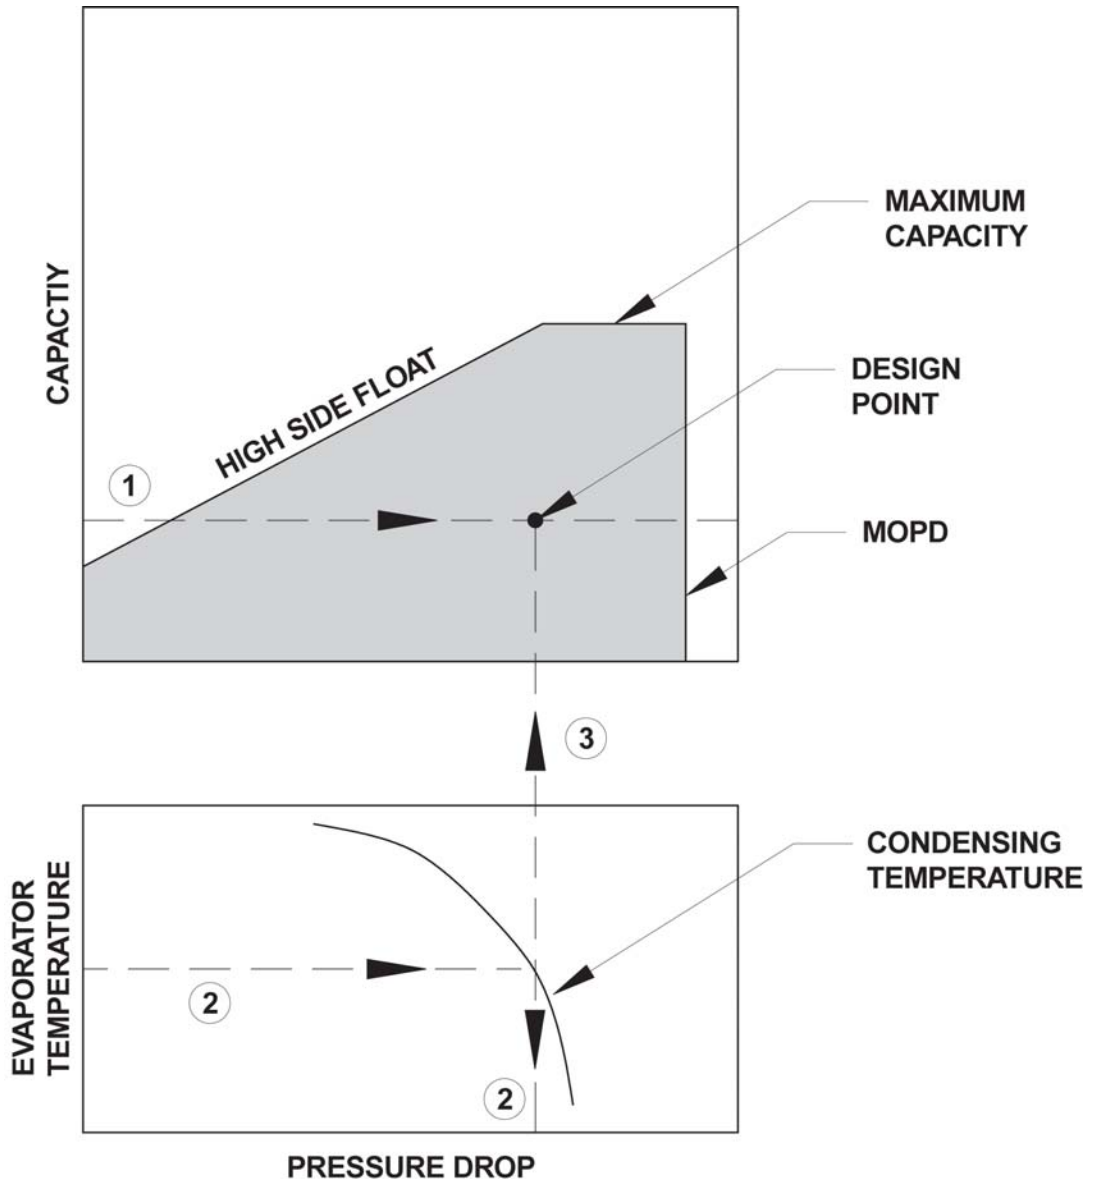 MAXIMUM
CAPACITY
CAPACTIY
HIGH SIDE FLOAT
DESIGN
POINT
1
MOPD
3
CONDENSING
TEMPERATURE
EVAPORATOR
TEMPERATURE
2
2
PRESSURE DROP